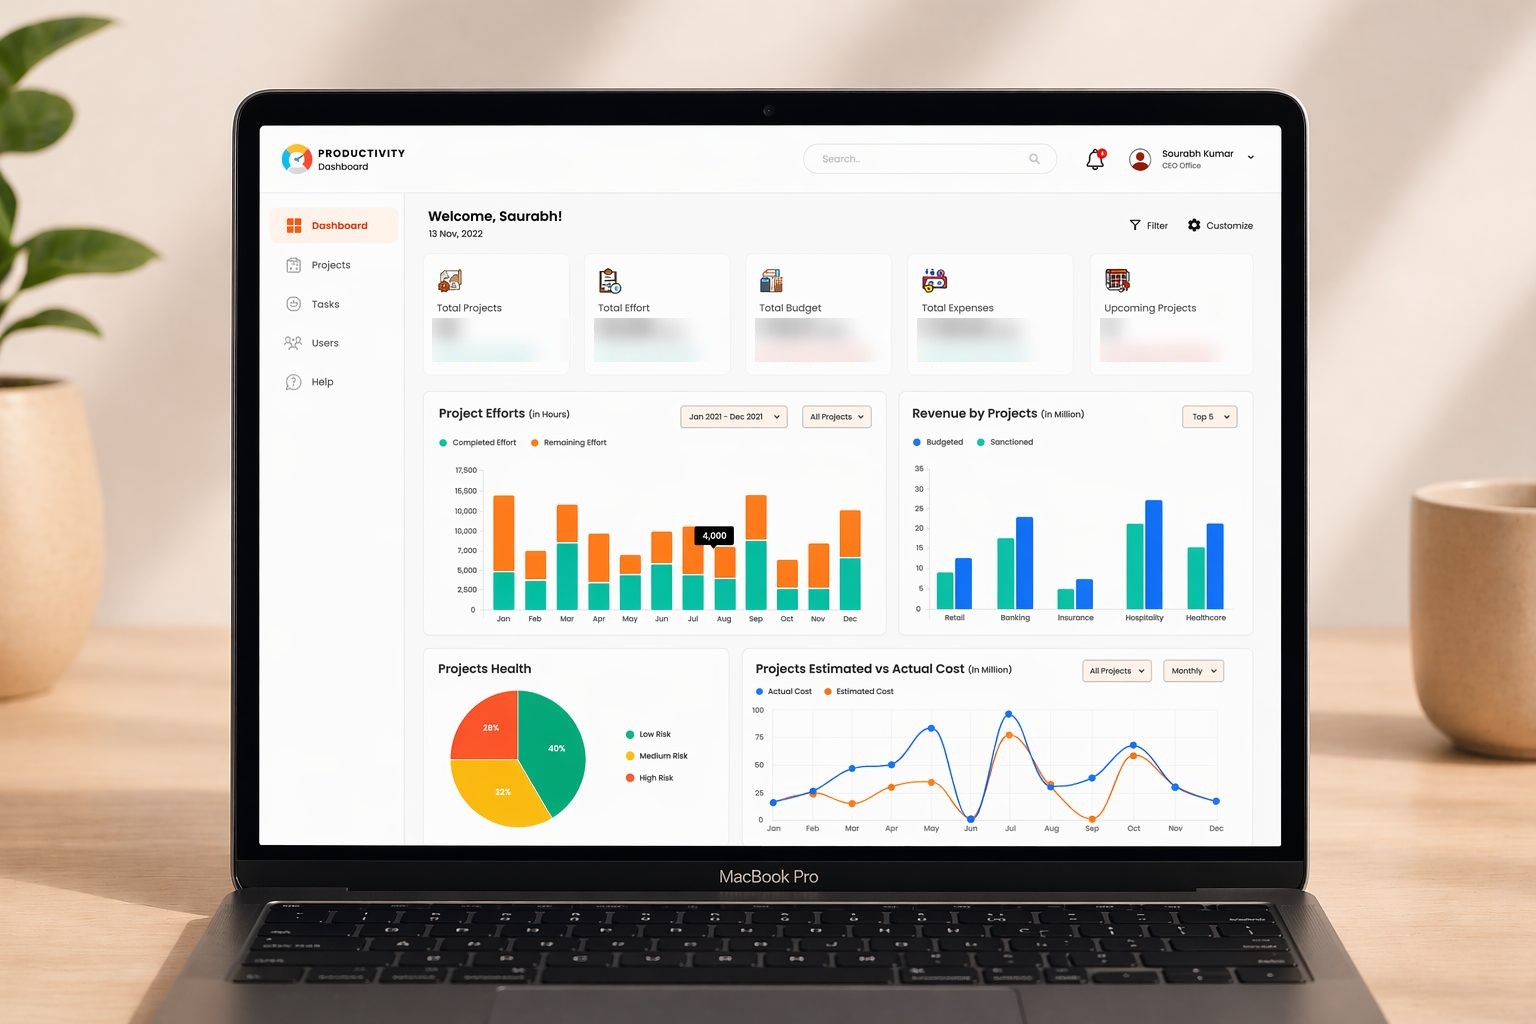 PRODUCTIVITY
Dashboard
Search..
Sourabh Kumar
CEO Office
Dashboard
Projects
Tasks
Users
Help
Welcome, Saurabh!
13 Nov, 2022
Filter
Customize
Total Projects
Total Effort
Total Budget
Total Expenses
Upcoming Projects
Project Efforts (in Hours)
Jan 2021 - Dec 2021
All Projects
Completed Effort
Remaining Effort
17,500
15,500
10,000
10,000
7,000
5,000
2,500
0
4,000
Jan Feb Mar Apr May Jun Jul Aug Sep Oct Nov Dec
Revenue by Projects (in Million)
Top 5
Budgeted
Sanctioned
35
30
25
20
15
10
5
0
Retail Banking Insurance Hospitality Healthcare
Projects Health
40%
32%
28%
Low Risk
Medium Risk
High Risk
Projects Estimated vs Actual Cost (In Million)
All Projects
Monthly
Actual Cost
Estimated Cost
100
75
50
25
0
Jan Feb Mar Apr May Jun Jul Aug Sep Oct Nov Dec
MacBook Pro